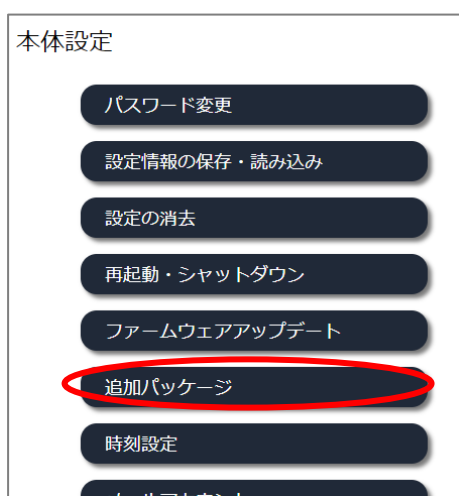 本体設定
パスワード変更
設定情報の保存・読み込み
設定の消去
再起動・シャットダウン
ファームウェアアップデート
追加パッケージ
時刻設定